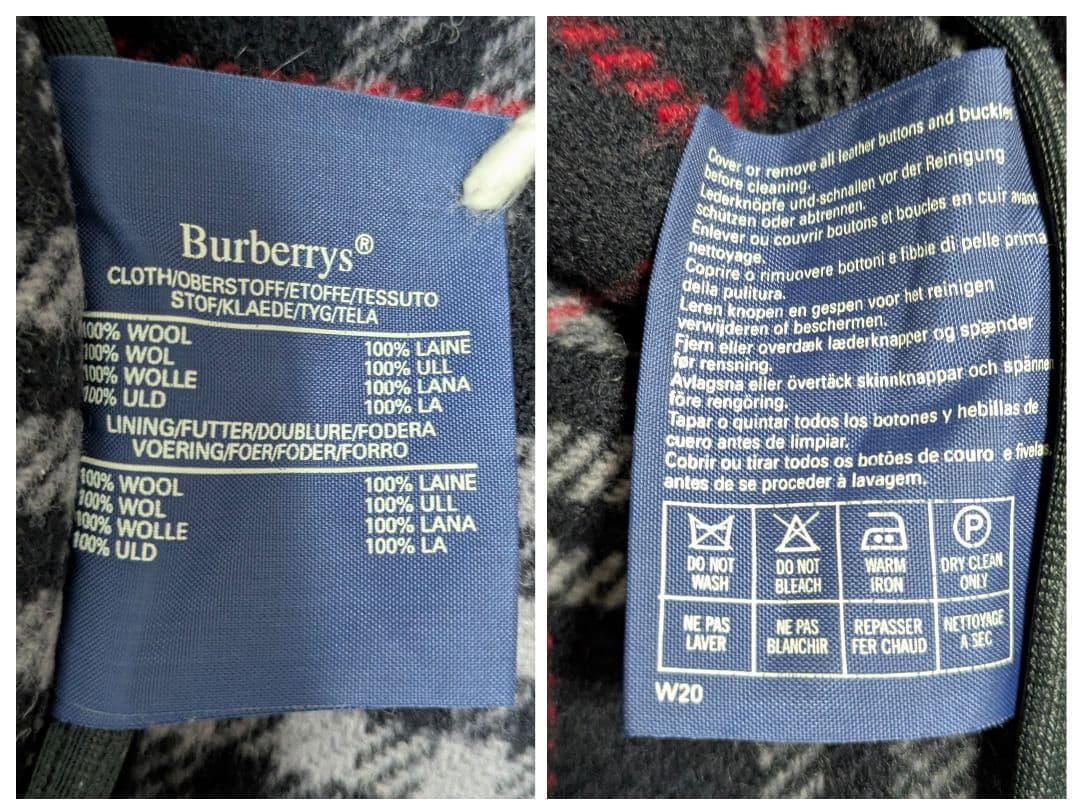 Burberrys®
CLOTH/OBERSTOFF/ETOFFE/TESSUTO
STOF/KLAEDE/TYG/TELA
100% WOOL
100% WOL
100% WOLLE
100% ULD
100% LAINE
100% ULL
100% LANA
100% LA
LINING/FUTTER/DOUBLURE/FODERA
VOERING/FOER/FODER/FORRO
100% WOOL
100% WOL
100% WOLLE
100% ULD
100% LAINE
100% ULL
100% LANA
100% LA
Cover or remove all leather buttons and buckles
before cleaning.
Lederknöpfe und-schnallen vor der Reinigung
schützen oder abtrennen.
Enlever ou couvrir boutons et boucles en cuir avant
nettoyage.
Coprire o rimuovere bottoni e fibbie di pelle prima
della pulitura.
Leren knopen en gespen voor het reinigen
verwijderen of beschermen.
Fjern eller overdæk læderknapper og spænder
før rensning.
Avlagsna eller övertäck skinnknappar och spännen
före rengöring.
Tapar o quintar todos los botones y hebillas de
cuero antes de limpiar.
Cobrir ou tirar todos os botões de couro e fivelas
antes de se proceder à lavagem.
P
DO NOT
WASH
DO NOT
BLEACH
WARM
IRON
DRY CLEAN
ONLY
NE PAS
LAVER
NE PAS
BLANCHIR
REPASSER
FER CHAUD
NETTOYAGE
A SEC
W20